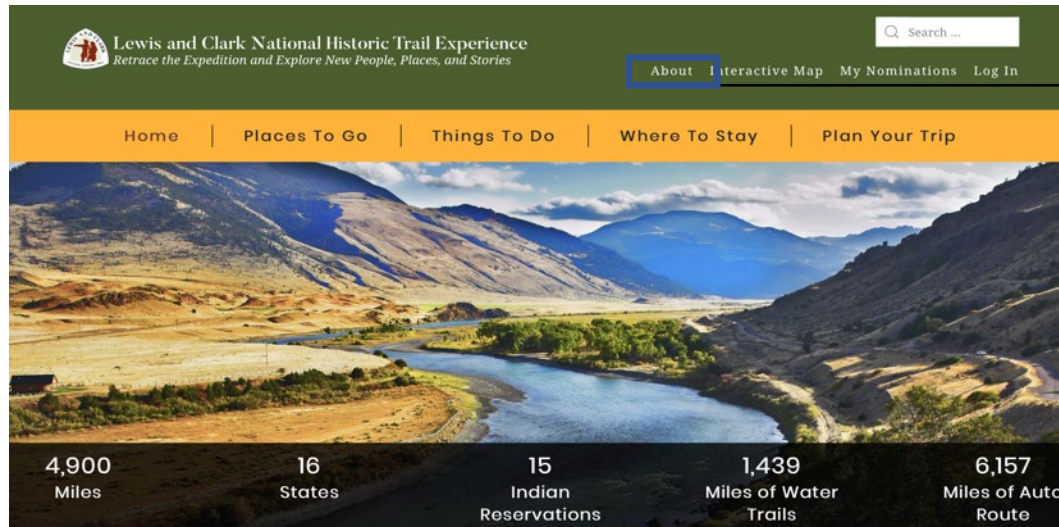 Lewis and Clark National Historic Trail Experience
Retrace the Expedition and Explore New People, Places, and Stories
Search ...
About Interactive Map My Nominations Log In
Home Places To Go Things To Do Where To Stay Plan Your Trip
4,900 16 15 1,439 6,157
Miles States Indian Miles of Water Miles of Auto
Reservations Trails Route